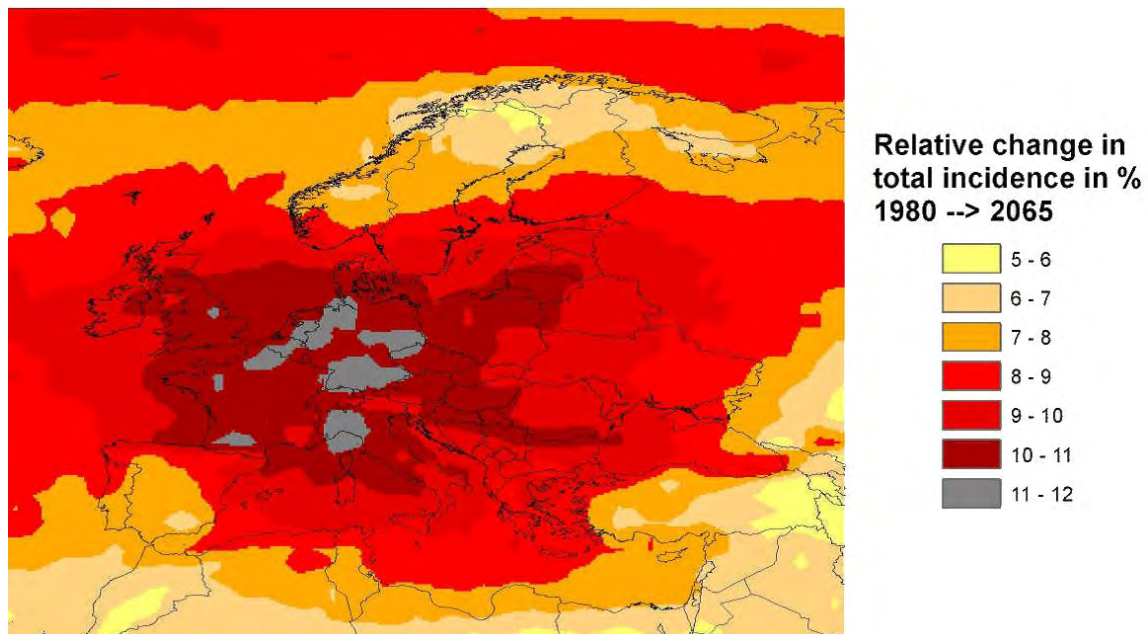 Relative change in
total incidence in %
1980 --> 2065
5 - 6
6 - 7
7 - 8
8 - 9
9 - 10
10 - 11
11 - 12